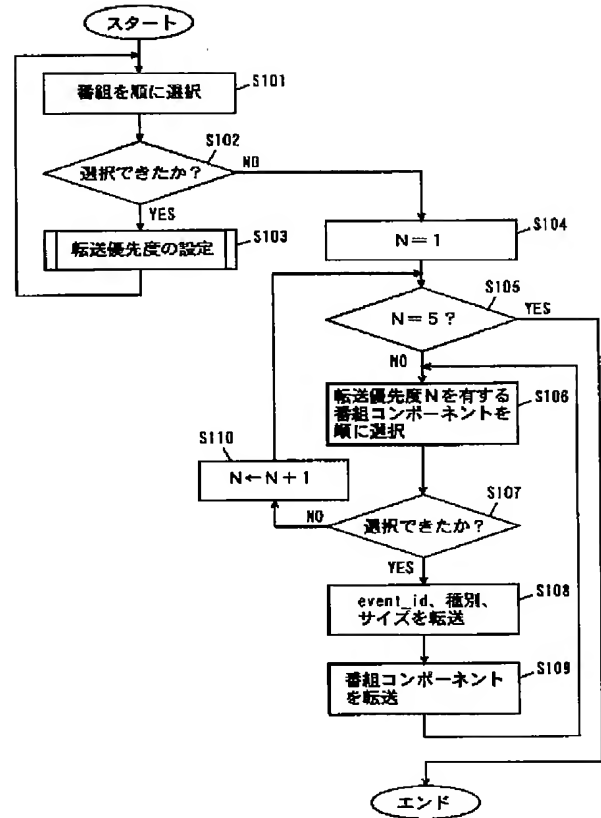 スタート
番組を順に選択
S101
選択できたか？
S102
NO
YES
転送優先度の設定
S103
N＝1
S104
N＝5？
S105
YES
NO
転送優先度Nを有する
番組コンポーネントを
順に選択
S106
S110
N←N＋1
選択できたか？
S107
NO
YES
event_id、種別、
サイズを転送
S108
番組コンポーネント
を転送
S109
エンド